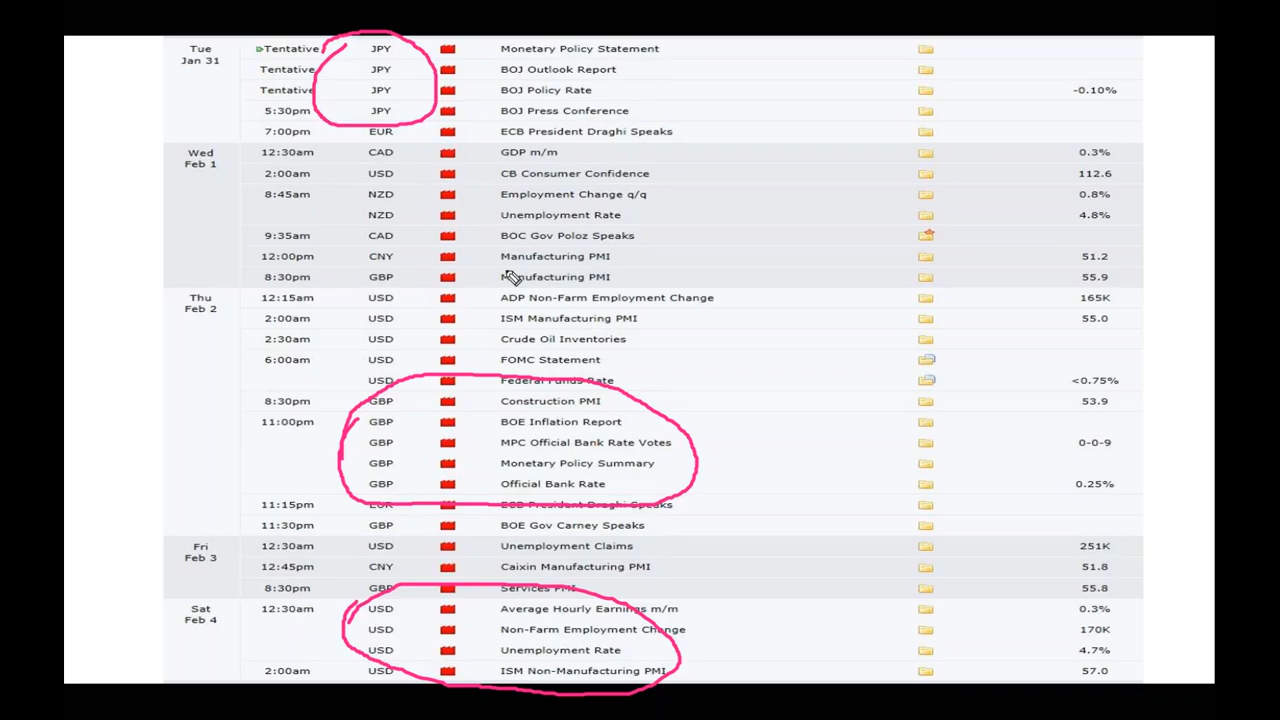 Tue Tentative JPY Monetary Policy Statement
Jan 31
Tentative JPY BOJ Outlook Report
Tentative JPY BOJ Policy Rate -0.10%
5:30pm JPY BOJ Press Conference
7:00pm EUR ECB President Draghi Speaks
Wed 12:30am CAD GDP m/m 0.3%
Feb 1
2:00am USD CB Consumer Confidence 112.6
8:45am NZD Employment Change q/q 0.8%
NZD Unemployment Rate 4.8%
9:35am CAD BOC Gov Poloz Speaks
12:00pm CNY Manufacturing PMI 51.2
8:30pm GBP Manufacturing PMI 55.9
Thu 12:15am USD ADP Non-Farm Employment Change 165K
Feb 2
2:00am USD ISM Manufacturing PMI 55.0
2:30am USD Crude Oil Inventories
6:00am USD FOMC Statement
USD Federal Funds Rate <0.75%
8:30pm GBP Construction PMI 53.9
11:00pm GBP BOE Inflation Report
GBP MPC Official Bank Rate Votes 0-0-9
GBP Monetary Policy Summary
GBP Official Bank Rate 0.25%
11:15pm EUR ECB President Draghi Speaks
11:30pm GBP BOE Gov Carney Speaks
Fri 12:30am USD Unemployment Claims 251K
Feb 3
12:45pm CNY Caixin Manufacturing PMI 51.8
8:30pm GBP Services PMI 55.8
Sat 12:30am USD Average Hourly Earnings m/m 0.3%
Feb 4
USD Non-Farm Employment Change 170K
USD Unemployment Rate 4.7%
2:00am USD ISM Non-Manufacturing PMI 57.0